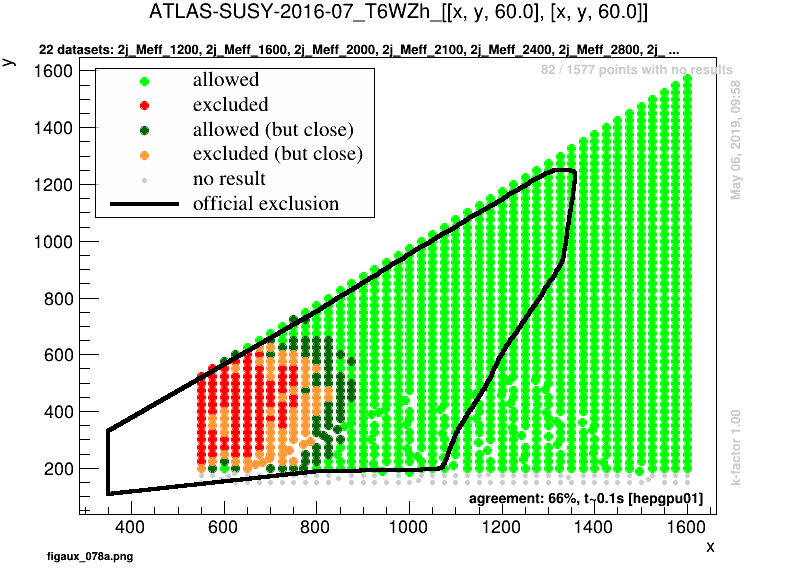 ATLAS-SUSY-2016-07_T6WZh_[[x, y, 60.0], [x, y, 60.0]]
22 datasets: 2j_Meff_1200, 2j_Meff_1600, 2j_Meff_2000, 2j_Meff_2100, 2j_Meff_2400, 2j_Meff_2800, 2j_ ...
y
82 / 1577 points with no results
allowed
excluded
allowed (but close)
excluded (but close)
no result
official exclusion
May 06, 2019, 09:58
k-factor 1.00
1600
1400
1200
1000
800
600
400
200
agreement: 66%, t~0.1s [hepgpu01]
400 600 800 1000 1200 1400 1600
x
figaux_078a.png